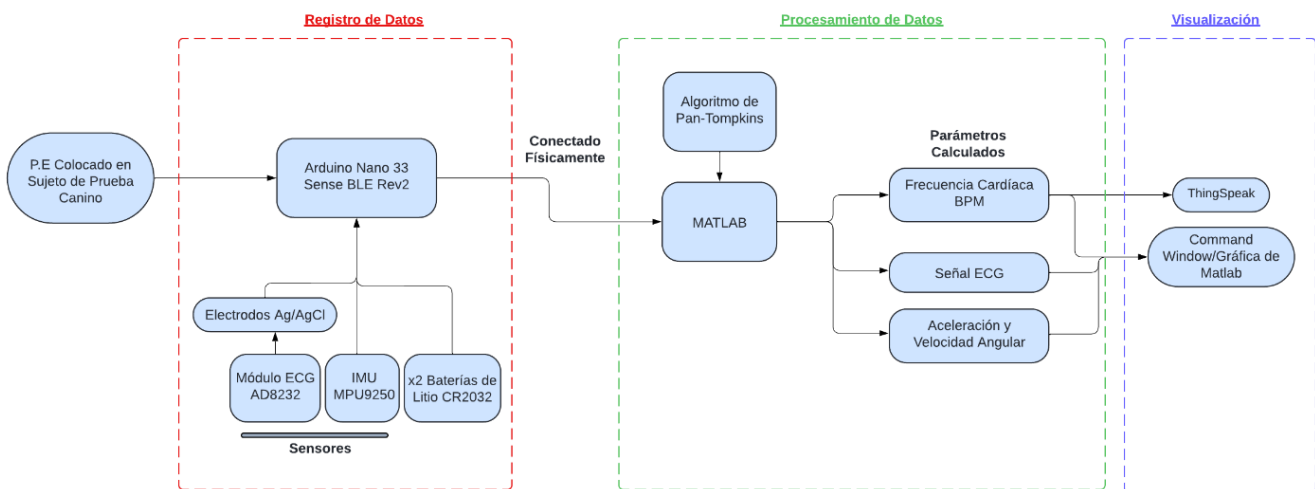 Registro de Datos
Procesamiento de Datos
Visualización
P.E Colocado en
Sujeto de Prueba
Canino
Arduino Nano 33
Sense BLE Rev2
Conectado
Físicamente
Algoritmo de
Pan-Tompkins
MATLAB
Parámetros
Calculados
Frecuencia Cardíaca
BPM
Señal ECG
Aceleración y
Velocidad Angular
ThingSpeak
Command
Window/Gráfica de
Matlab
Electrodos Ag/AgCl
Módulo ECG
AD8232
IMU
MPU9250
x2 Baterías de
Litio CR2032
Sensores